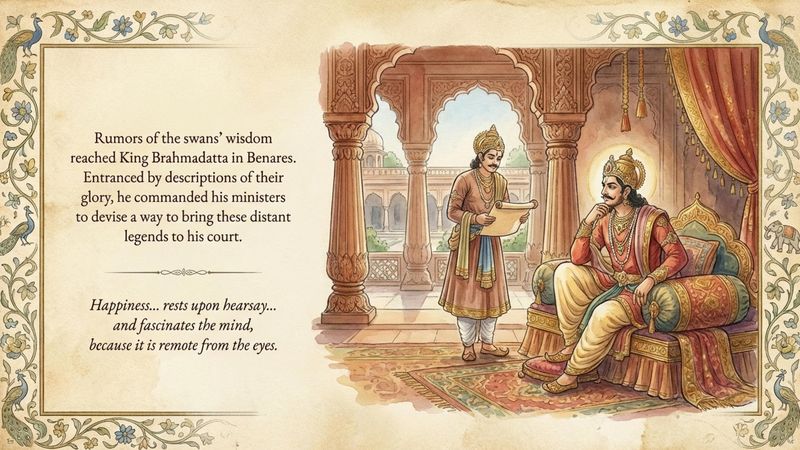 Rumors of the swans’ wisdom
reached King Brahmadatta in Benares.
Entranced by descriptions of their
glory, he commanded his ministers
to devise a way to bring these distant
legends to his court.
Happiness... rests upon hearsay...
and fascinates the mind,
because it is remote from the eyes.